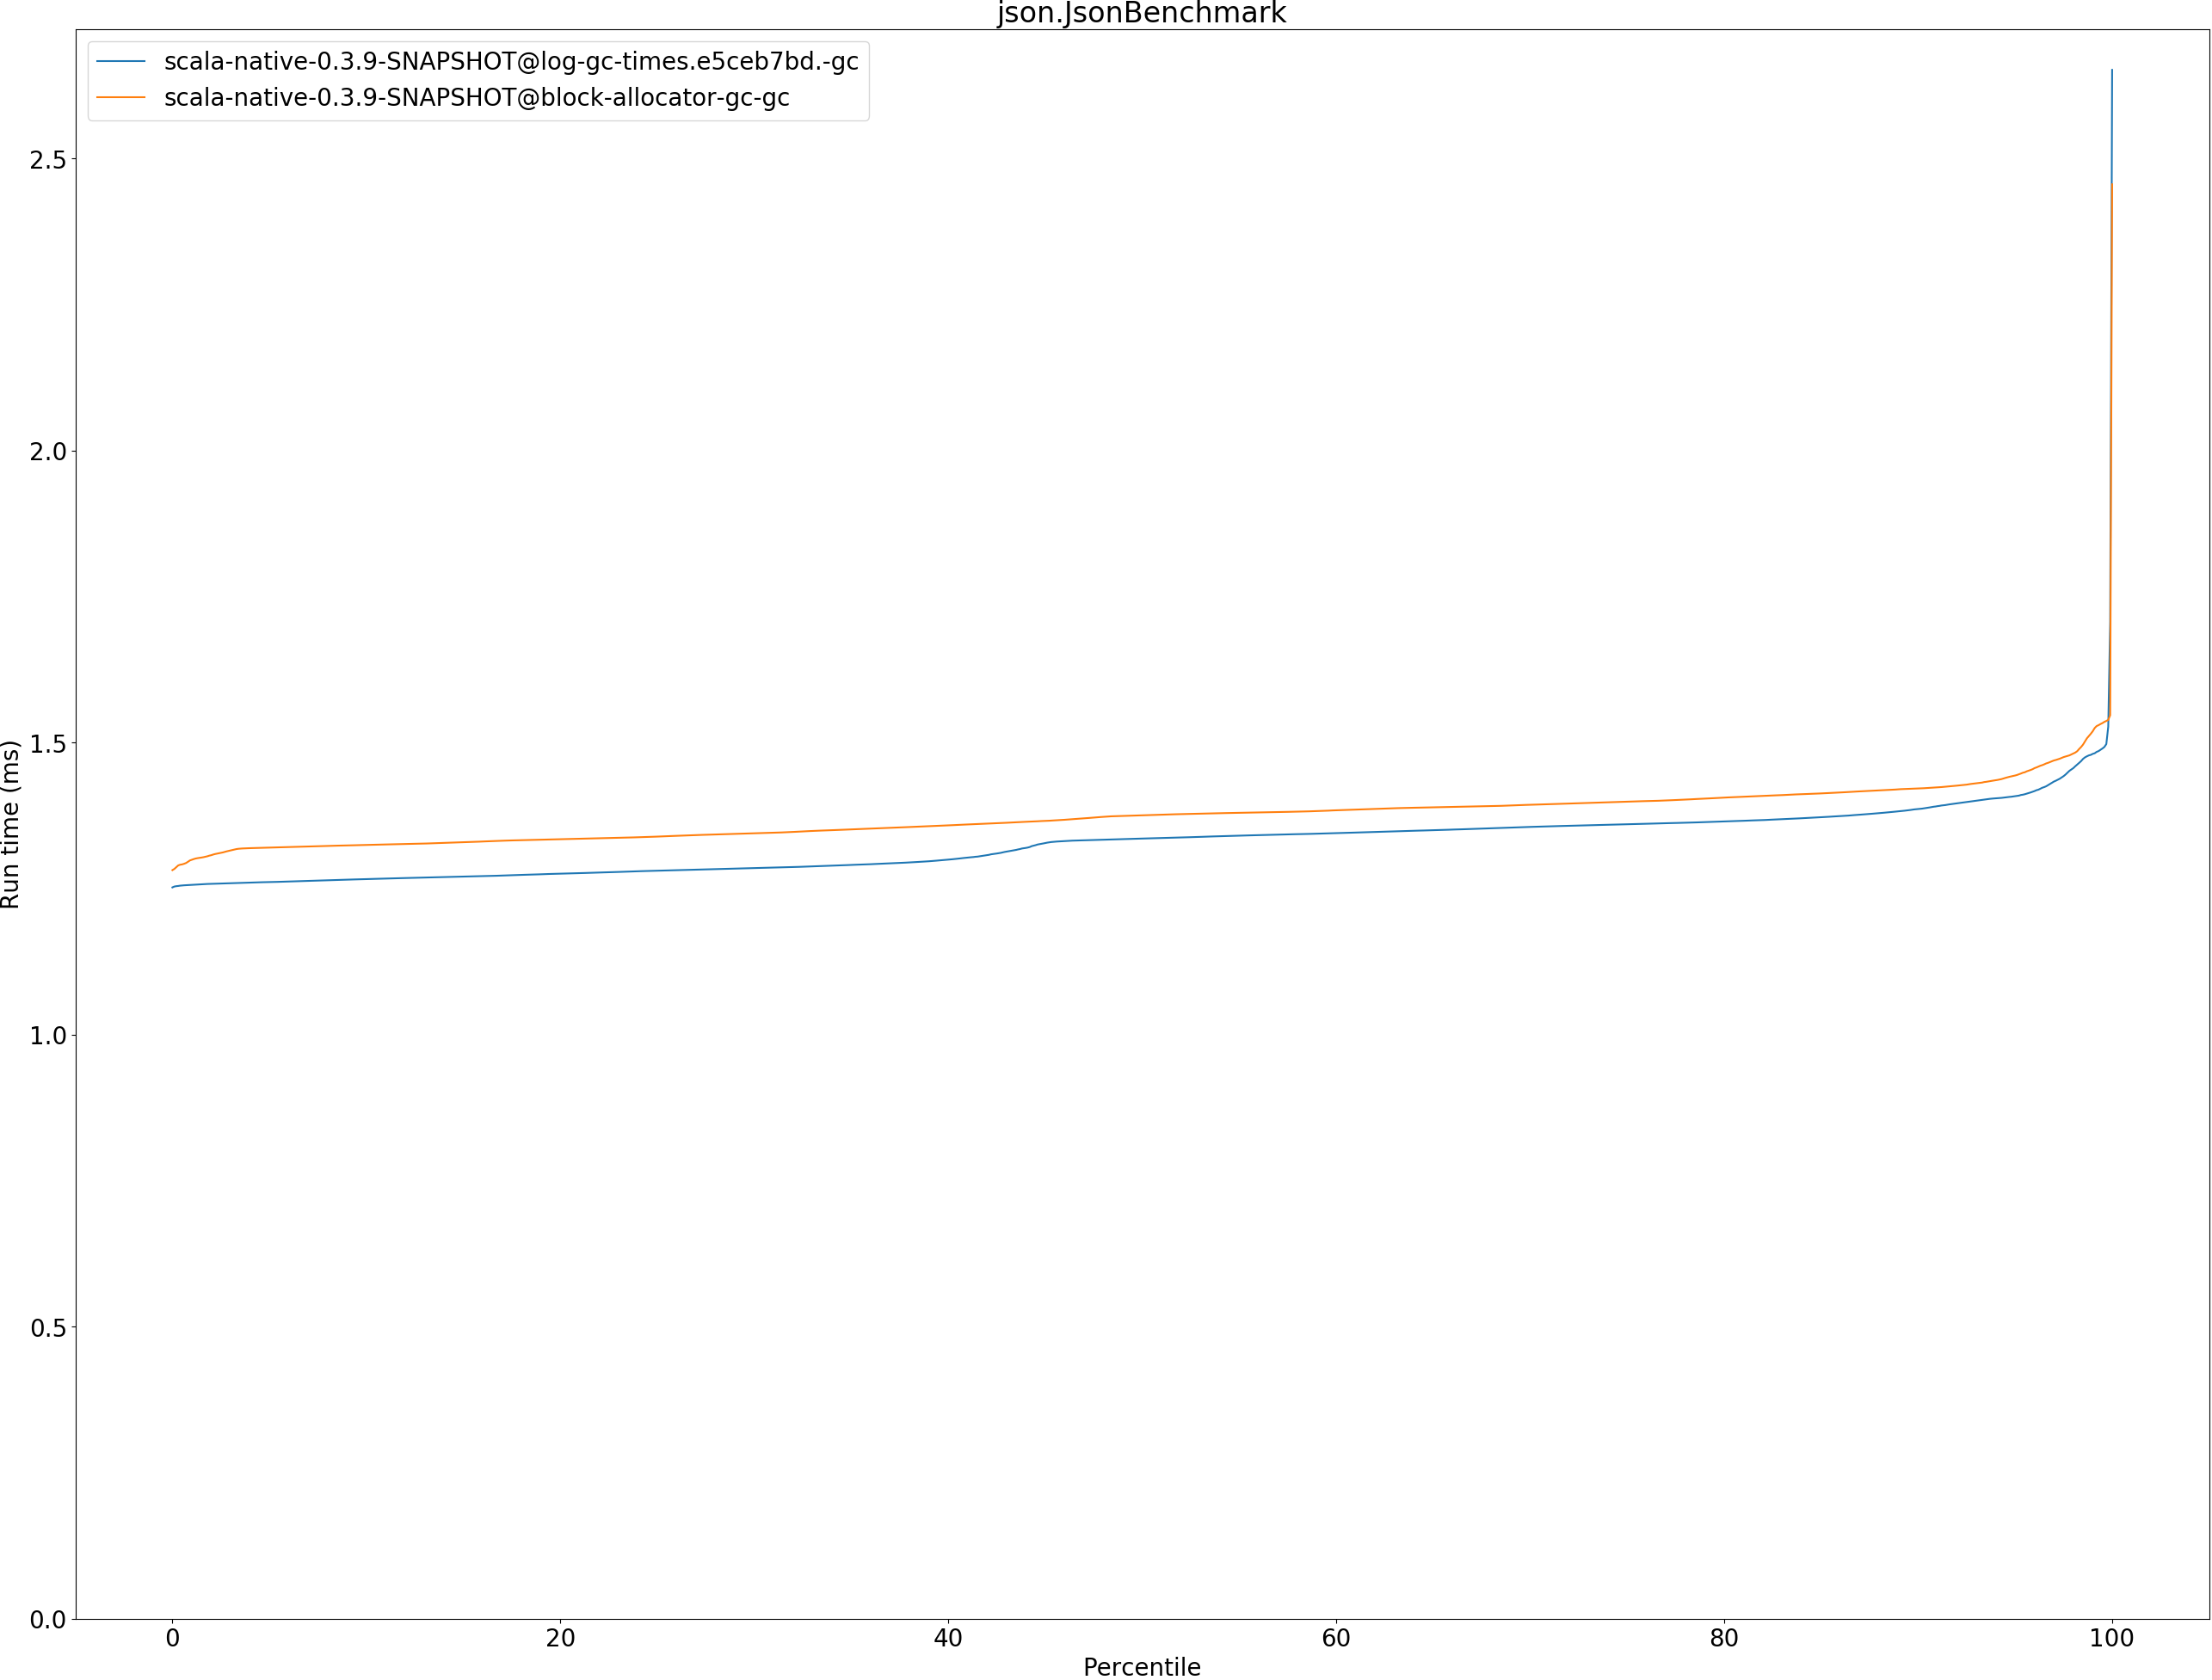 json.JsonBenchmark
scala-native-0.3.9-SNAPSHOT@log-gc-times.e5ceb7bd.-gc
scala-native-0.3.9-SNAPSHOT@block-allocator-gc-gc
2.5
2.0
1.5
1.0
0.5
0.0
Run time (ms)
0 20 40 60 80 100
Percentile